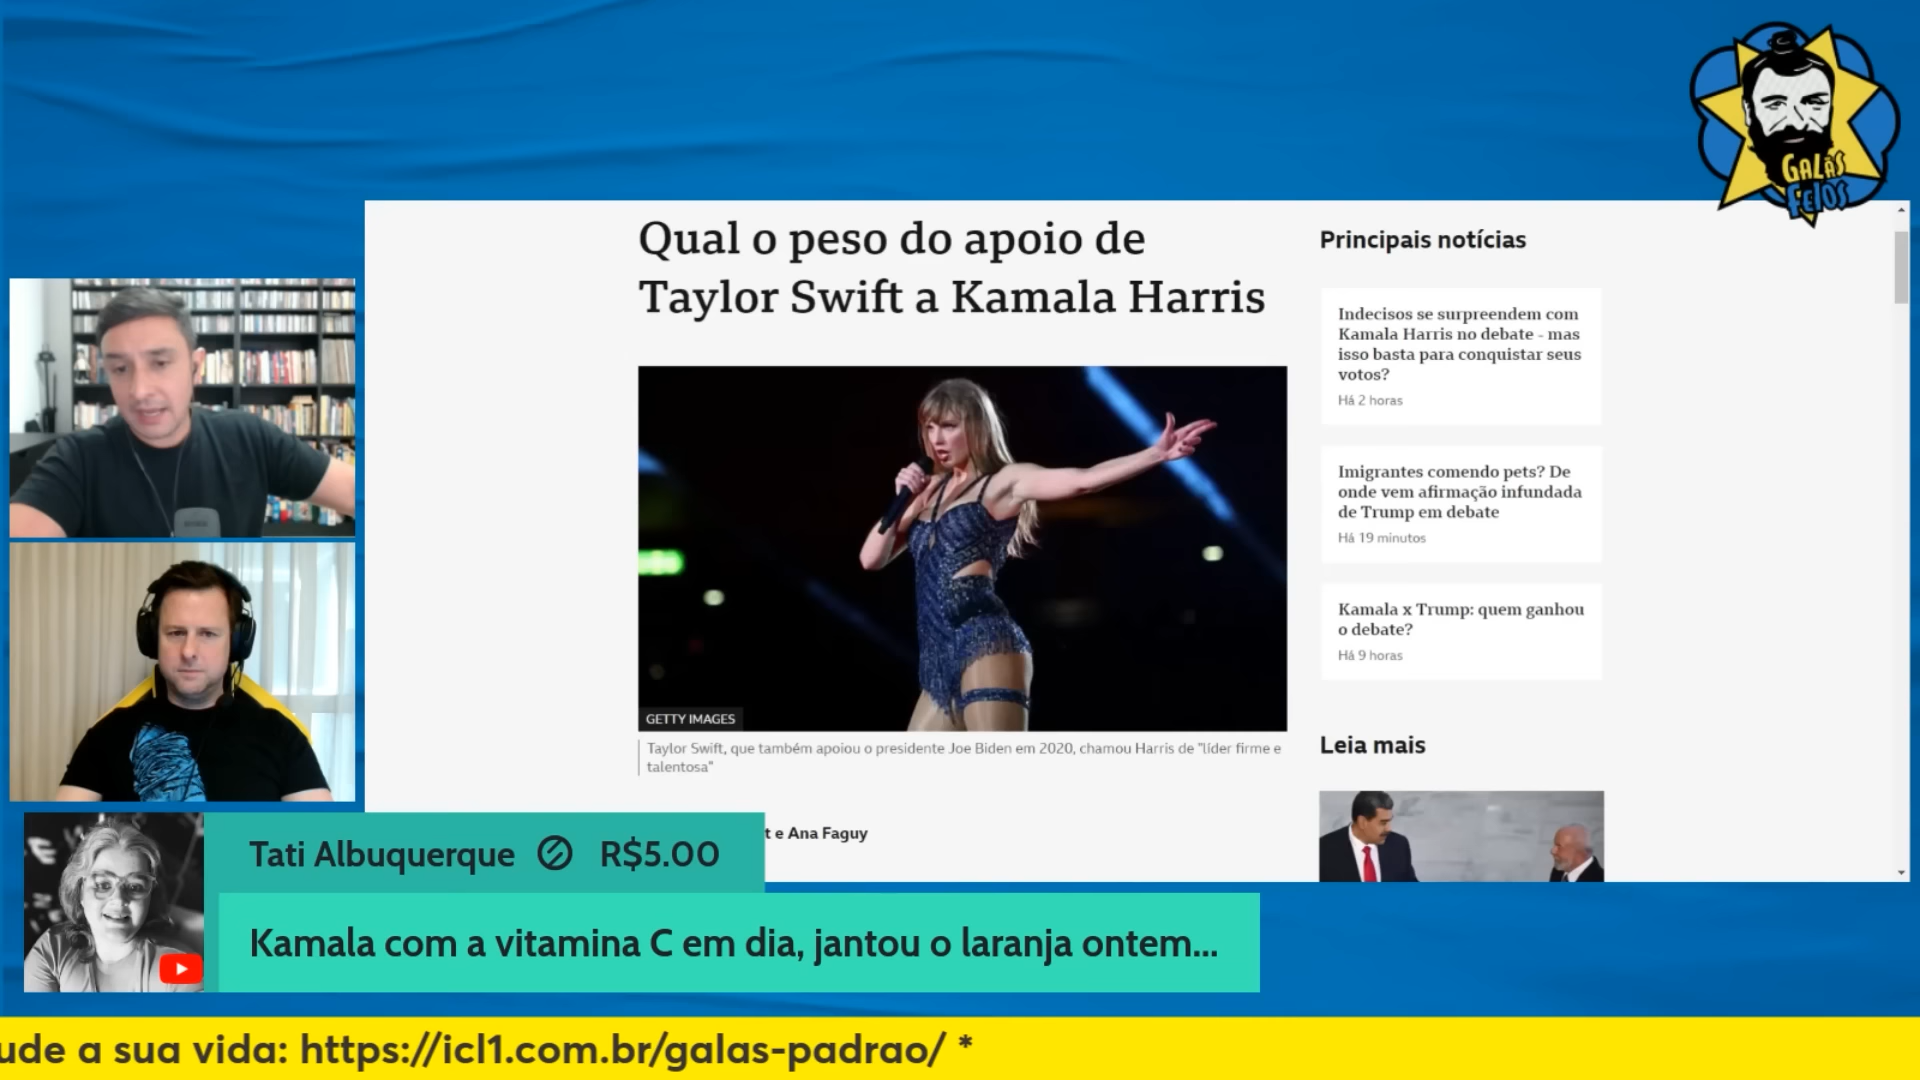 GALÃS
FEIOS
Qual o peso do apoio de
Taylor Swift a Kamala Harris
GETTY IMAGES
Taylor Swift, que também apoiou o presidente Joe Biden em 2020, chamou Harris de "líder firme e
talentosa"
t e Ana Faguy
Principais notícias
Indecisos se surpreendem com
Kamala Harris no debate - mas
isso basta para conquistar seus
votos?
Há 2 horas
Imigrantes comendo pets? De
onde vem afirmação infundada
de Trump em debate
Há 19 minutos
Kamala x Trump: quem ganhou
o debate?
Há 9 horas
Leia mais
Tati Albuquerque R$5.00
Kamala com a vitamina C em dia, jantou o laranja ontem...
ude a sua vida: https://icl1.com.br/galas-padrao/ *